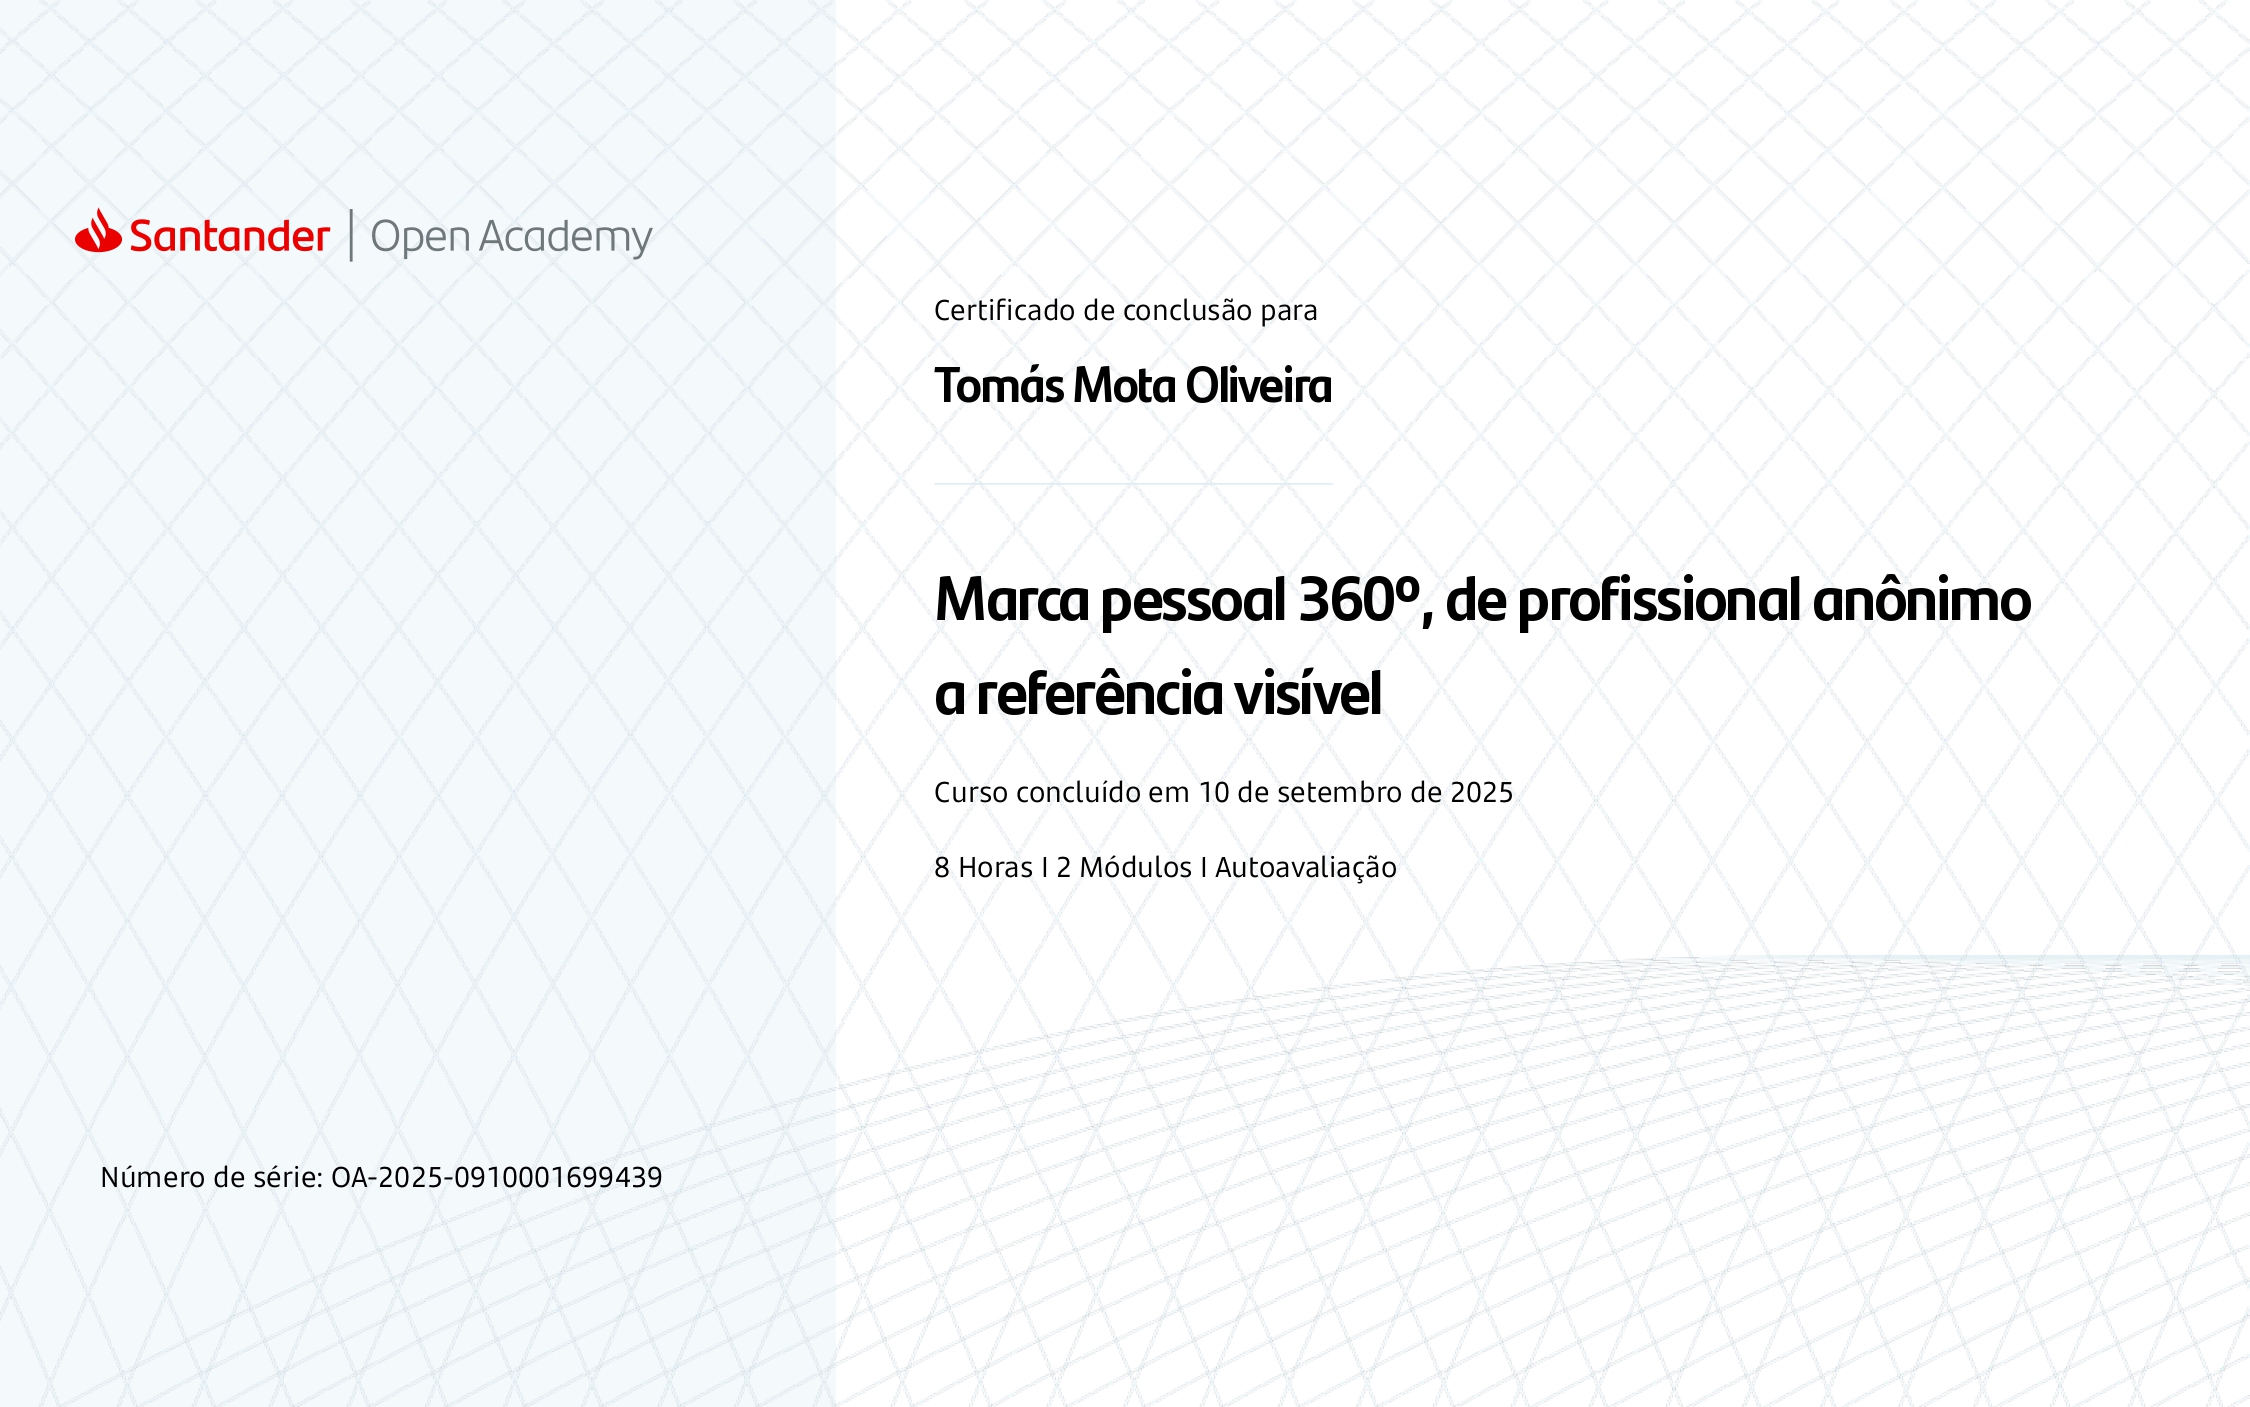 Santander | Open Academy
Certificado de conclusão para
Tomás Mota Oliveira
Marca pessoal 360º, de profissional anônimo
a referência visível
Curso concluído em 10 de setembro de 2025
8 Horas I 2 Módulos I Autoavaliação
Número de série: OA-2025-0910001699439